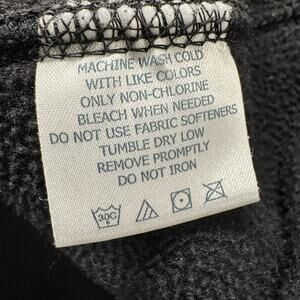 MACHINE WASH COLD
WITH LIKE COLORS
ONLY NON-CHLORINE
BLEACH WHEN NEEDED
DO NOT USE FABRIC SOFTENERS
TUMBLE DRY LOW
REMOVE PROMPTLY
DO NOT IRON
30C